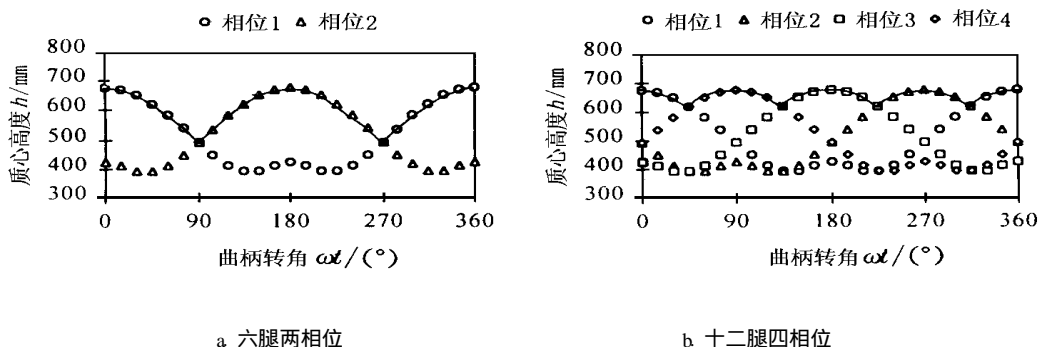 相位1 相位2
800
700
600
500
400
300
质心高度h/mm
0 90 180 270 360
曲柄转角 ωt/(°)
a. 六腿两相位
相位1 相位2 相位3 相位4
800
700
600
500
400
300
质心高度h/mm
0 90 180 270 360
曲柄转角 ωt/(°)
b. 十二腿四相位